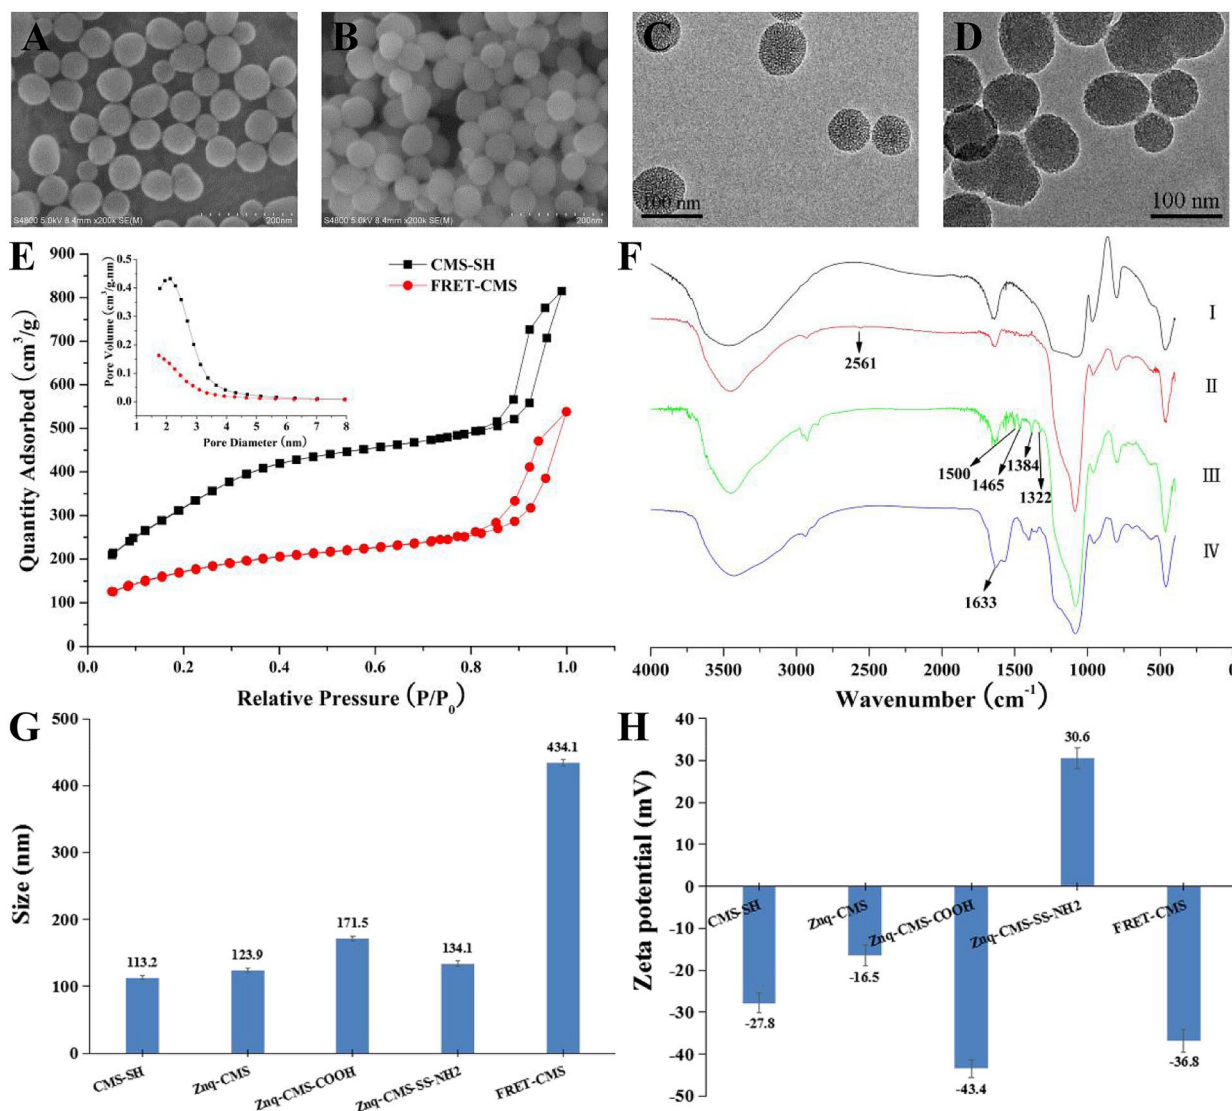 A
B
C
D
S4800 5.0kV 8.4mm x200k SE(M)
200nm
S4800 5.0kV 8.4mm x200k SE(M)
200nm
100 nm
100 nm
E
900
800
700
600
500
400
300
200
100
0
Quantity Adsorbed (cm³/g)
0.0
0.2
0.4
0.6
0.8
1.0
Relative Pressure (P/P₀)
CMS-SH
FRET-CMS
0.5
0.4
0.3
0.2
0.1
0.0
Pore Volume (cm³/g.nm)
1 2 3 4 5 6 7 8
Pore Diameter (nm)
F
I
II
III
IV
2561
1500
1465
1384
1322
1633
4000 3500 3000 2500 2000 1500 1000 500 0
Wavenumber (cm⁻¹)
G
500
400
300
200
100
0
Size (nm)
113.2
123.9
171.5
134.1
434.1
CMS-SH
Znq-CMS
Znq-CMS-COOH
Znq-CMS-SS-NH2
FRET-CMS
H
40
30
20
10
0
-10
-20
-30
-40
-50
Zeta potential (mV)
CMS-SH
Znq-CMS
Znq-CMS-COOH
Znq-CMS-SS-NH2
FRET-CMS
-27.8
-16.5
-43.4
30.6
-36.8